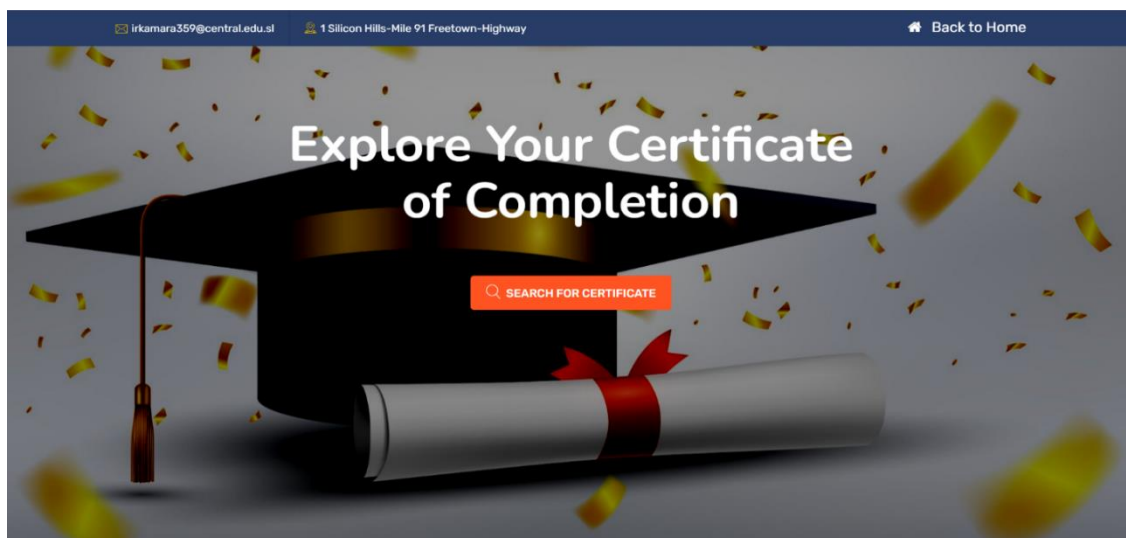 irkamara359@central.edu.sl
1 Silicon Hills-Mile 91 Freetown-Highway
Back to Home
Explore Your Certificate
of Completion
SEARCH FOR CERTIFICATE